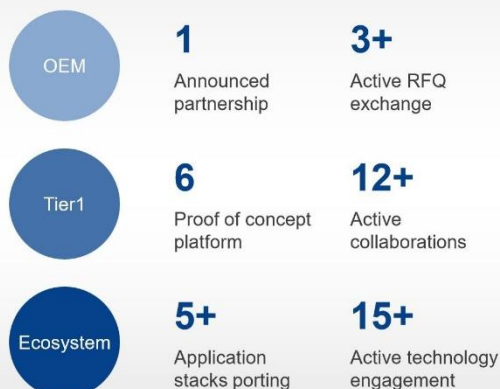 OEM
1
Announced
partnership
3+
Active RFQ
exchange
Tier1
6
Proof of concept
platform
12+
Active
collaborations
Ecosystem
5+
Application
stacks porting
15+
Active technology
engagement